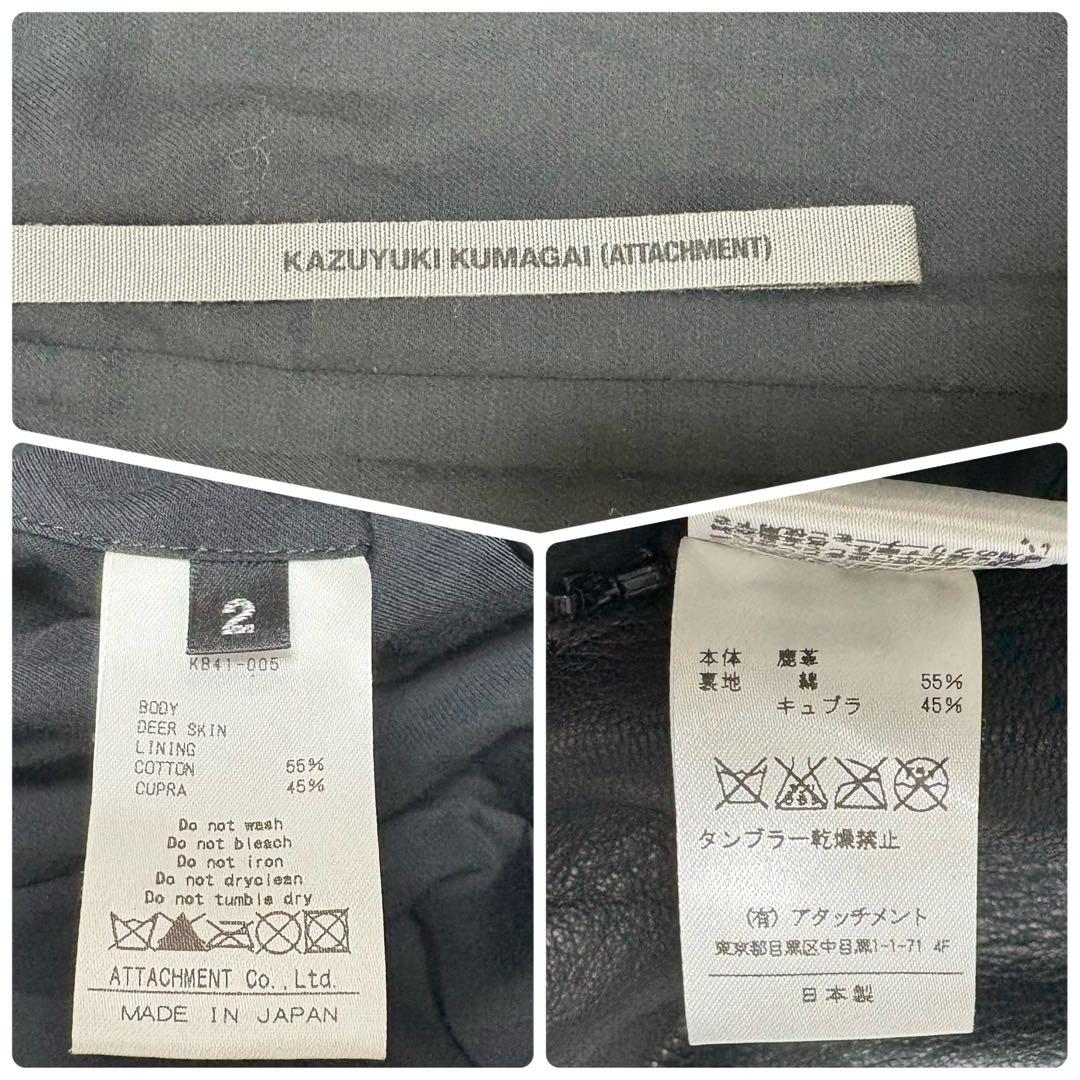 KAZUYUKI KUMAGAI (ATTACHMENT)
2
KB41-005
BODY
DEER SKIN
LINING
COTTON 55%
CUPRA 45%
Do not wash
Do not bleach
Do not iron
Do not dryclean
Do not tumble dry
ATTACHMENT Co.,Ltd.
MADE IN JAPAN
本体 鹿革
裏地 綿 55%
キュプラ 45%
タンブラー乾燥禁止
(有)アタッチメント
東京都目黒区中目黒1-1-71 4F
日本製